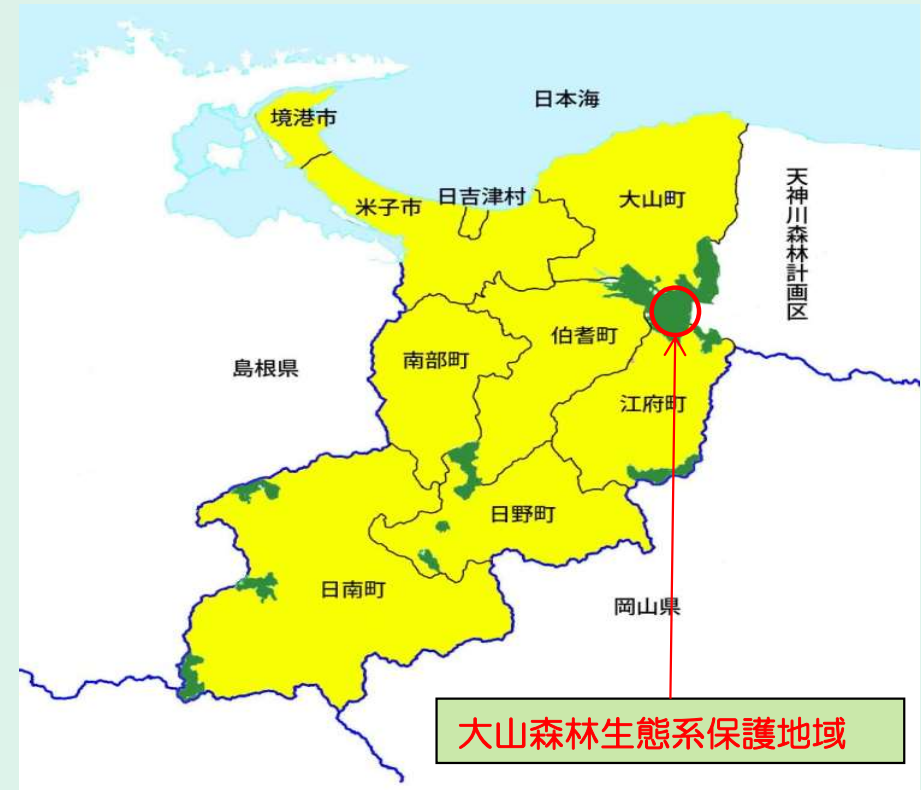 日本海
境港市
天神川森林計画区
大山町
日吉津村
米子市
伯耆町
南部町
島根県
江府町
日野町
日南町
岡山県
大山森林生態系保護地域